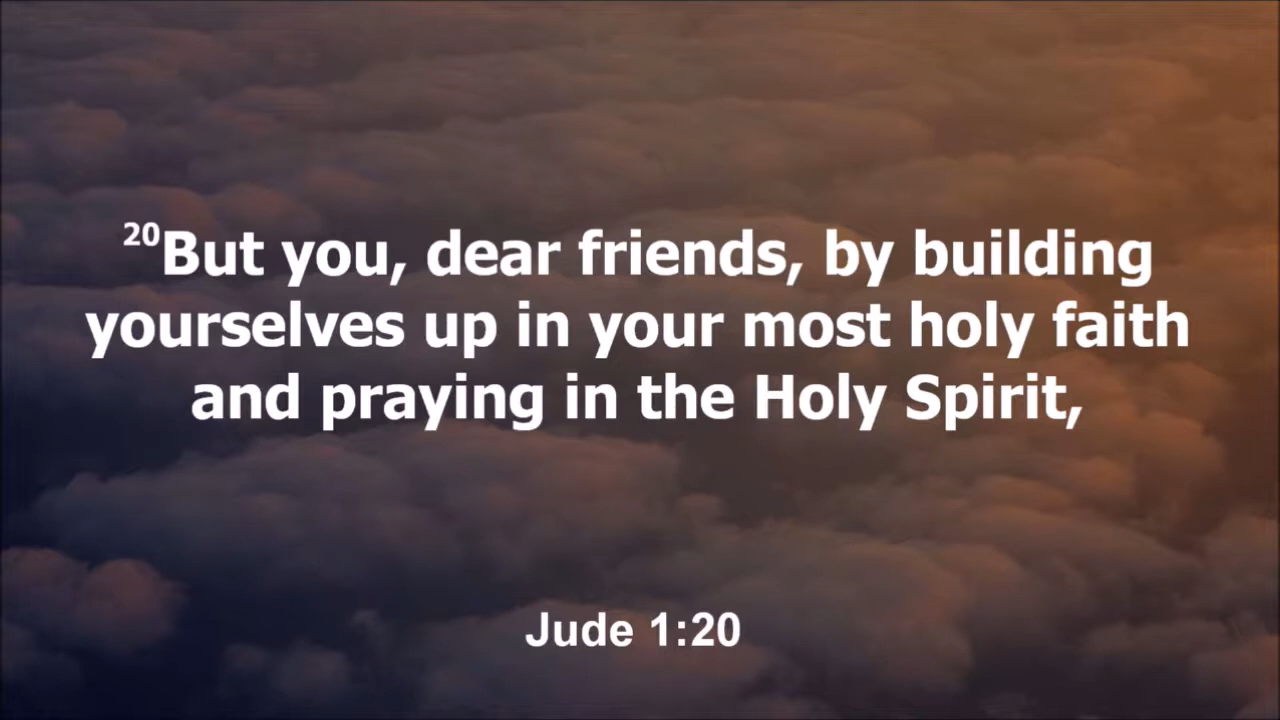 ²⁰But you, dear friends, by building
yourselves up in your most holy faith
and praying in the Holy Spirit,
Jude 1:20